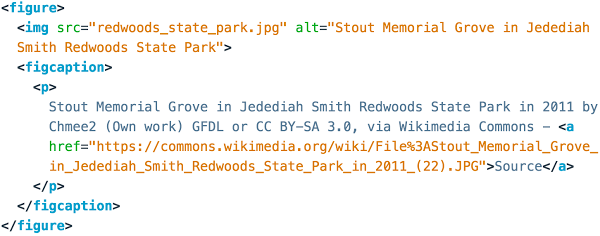 <figure>
<img src="redwoods_state_park.jpg" alt="Stout Memorial Grove in Jedediah
Smith Redwoods State Park">
<figcaption>
<p>
Stout Memorial Grove in Jedediah Smith Redwoods State Park in 2011 by
Chmee2 (Own work) GFDL or CC BY-SA 3.0, via Wikimedia Commons – <a
href="https://commons.wikimedia.org/wiki/File%3AStout_Memorial_Grove_
in_Jedediah_Smith_Redwoods_State_Park_in_2011_(22).JPG">Source</a>
</p>
</figcaption>
</figure>